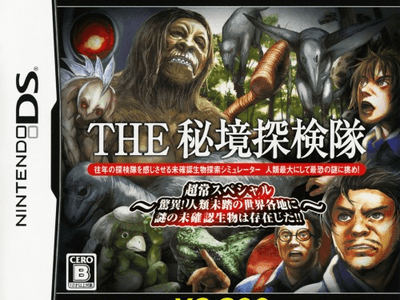 NINTENDO DS
THE 秘境探検隊
往年の探検隊を感じさせる未確認生物探索シミュレーター 人類最大にして最恐の謎に挑め!
超常スペシャル
〜驚異!人類未踏の世界各地に
謎の未確認生物は存在した!!〜
CERO
B